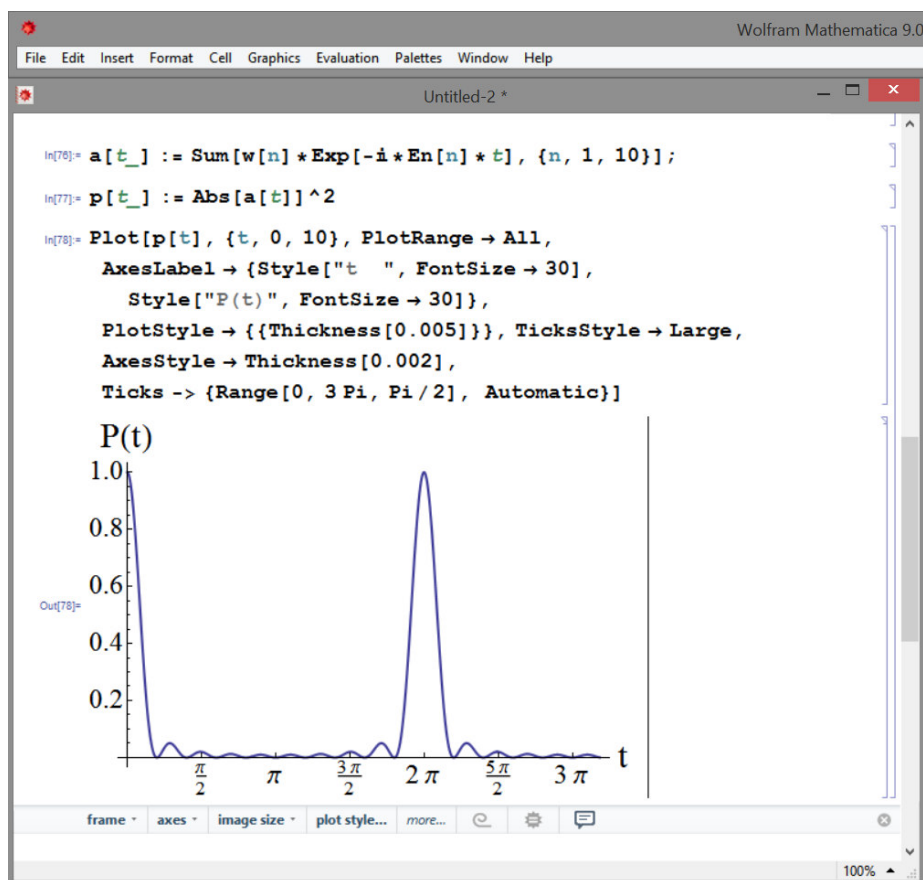 Wolfram Mathematica 9.0
File Edit Insert Format Cell Graphics Evaluation Palettes Window Help
Untitled-2 *
In[76]:= a[t_] := Sum[w[n]*Exp[-ⅈ*En[n]*t], {n, 1, 10}];
In[77]:= p[t_] := Abs[a[t]]^2
In[78]:= Plot[p[t], {t, 0, 10}, PlotRange → All,
AxesLabel → {Style["t  ", FontSize → 30],
Style["P(t)", FontSize → 30]},
PlotStyle → {{Thickness[0.005]}}, TicksStyle → Large,
AxesStyle → Thickness[0.002],
Ticks -> {Range[0, 3 Pi, Pi/2], Automatic}]
P(t)
1.0
0.8
0.6
Out[78]=
0.4
0.2
t
π/2 π 3π/2 2π 5π/2 3π
frame axes image size plot style... more...
100%